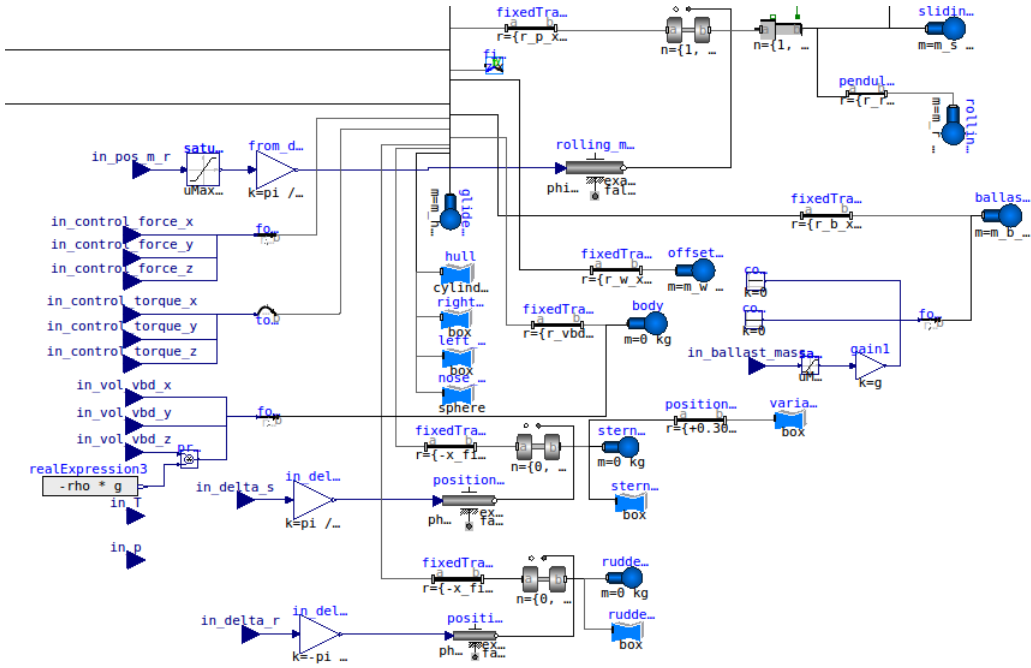 fixedTra…
a b
r={r_p_x…
a b
n={1, …
n={1, …
slidin…
m=m_s …
fi…
pendul…
a b
r={r_r…
rollin…
m=m_r …
in_pos_m_r
satu…
uMax…
from_d…
k=pi /…
rolling_m…
phi…
exa…
fal…
glide…
m=m_h…
in_control_force_x
in_control_force_y
in_control_force_z
fo…
fixedTra…
a b
r={r_b_x…
ballas…
m=m_b_…
hull
cylind…
fixedTra…
a b
r={r_w_x…
offset…
m=m_w …
co…
k=0
in_control_torque_x
in_control_torque_y
in_control_torque_z
to…
right…
box
fixedTra…
a b
r={r_vbd…
body
m=0 kg
co…
k=0
fo…
left_…
box
in_ballast_mass
sa…
uM…
gain1
k=g
nose_…
sphere
in_vol_vbd_x
in_vol_vbd_y
in_vol_vbd_z
fo…
pr…
position…
a b
r={+0.30…
varia…
box
fixedTra…
a b
r={-x_fi…
a b
n={0, …
stern…
m=0 kg
realExpression3
-rho * g
in_T
in_p
in_delta_s
in_del…
k=pi /…
position…
ph…
ex…
fa…
stern…
box
fixedTra…
a b
r={-x_fi…
a b
n={0, …
rudde…
m=0 kg
in_delta_r
in_del…
k=-pi …
positi…
ph…
ex…
fa…
rudde…
box